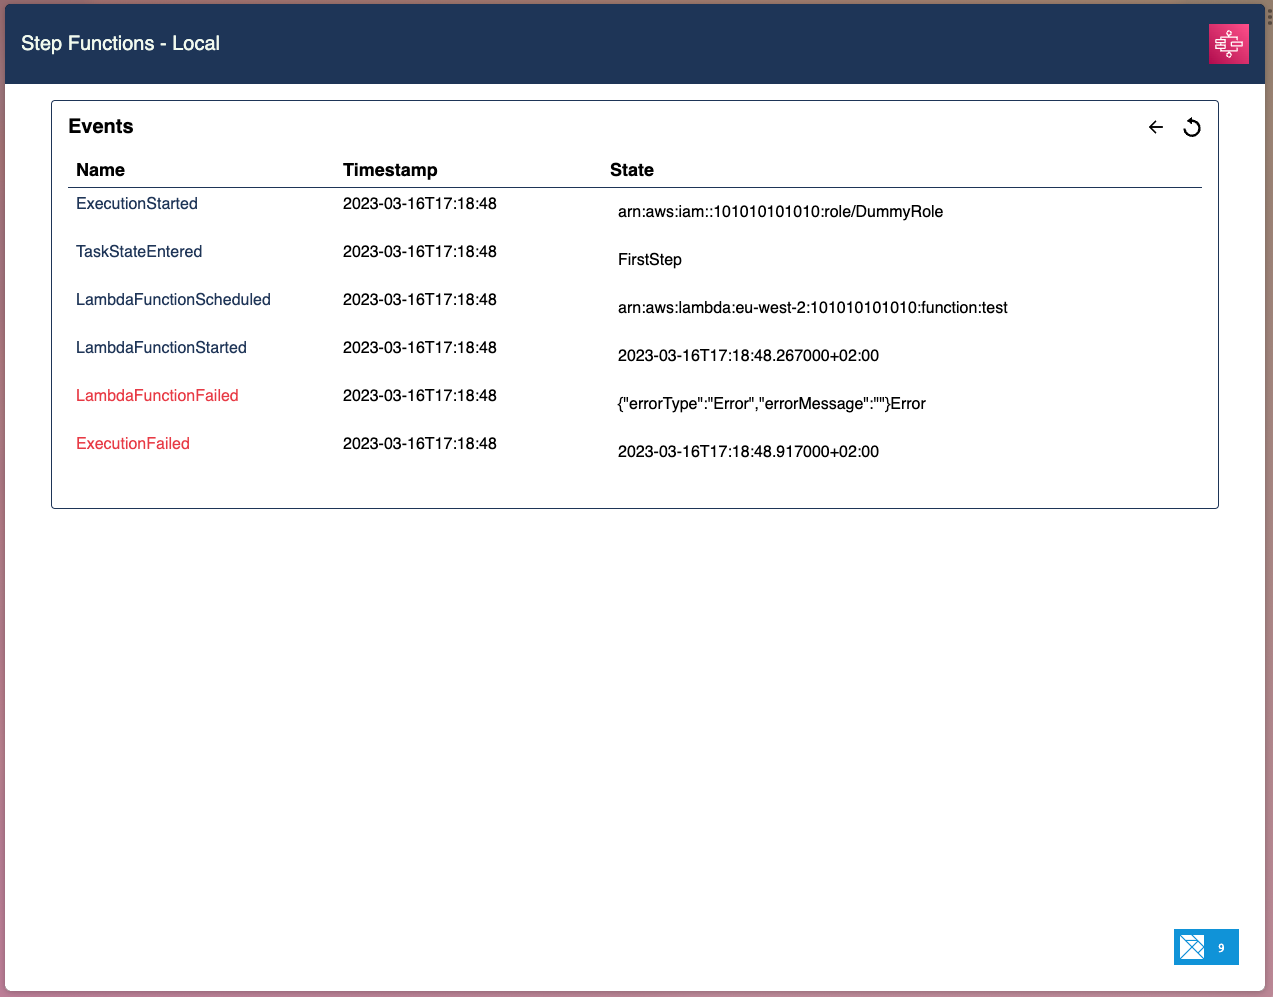 Step Functions - Local
Events
Name Timestamp State
ExecutionStarted 2023-03-16T17:18:48 arn:aws:iam::101010101010:role/DummyRole
TaskStateEntered 2023-03-16T17:18:48 FirstStep
LambdaFunctionScheduled 2023-03-16T17:18:48 arn:aws:lambda:eu-west-2:101010101010:function:test
LambdaFunctionStarted 2023-03-16T17:18:48 2023-03-16T17:18:48.267000+02:00
LambdaFunctionFailed 2023-03-16T17:18:48 {"errorType":"Error","errorMessage":""}Error
ExecutionFailed 2023-03-16T17:18:48 2023-03-16T17:18:48.917000+02:00
9